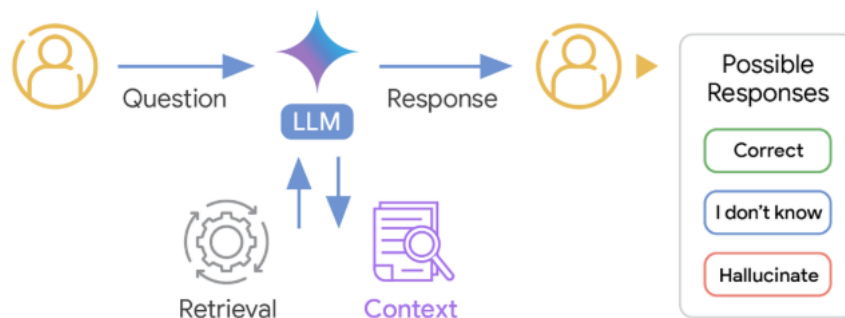 Question
LLM
Response
Retrieval
Context
Possible
Responses
Correct
I don't know
Hallucinate